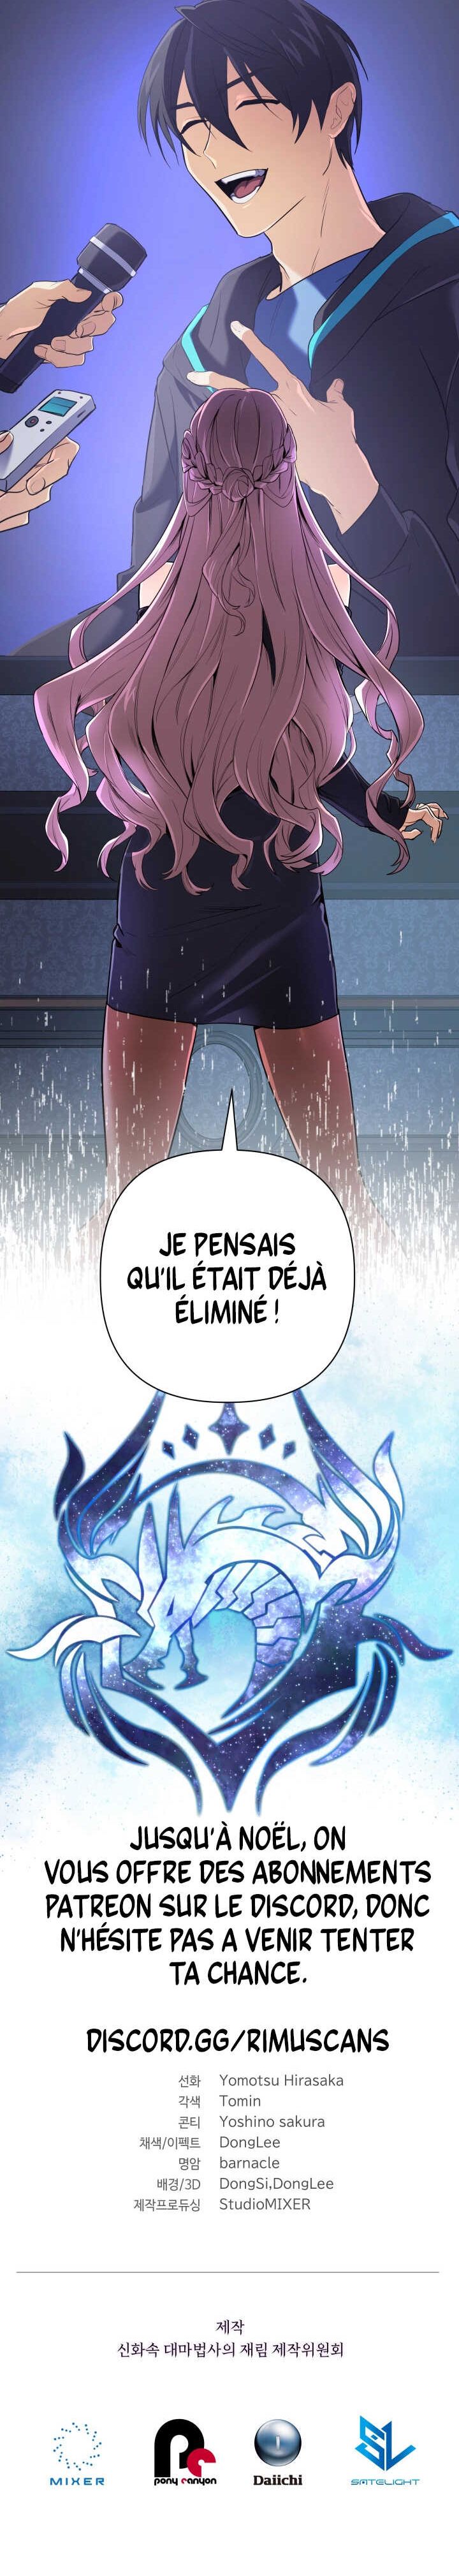 JE PENSAIS
QU'IL ÉTAIT DÉJÀ
ÉLIMINÉ !
JUSQU'À NOËL, ON
VOUS OFFRE DES ABONNEMENTS
PATREON SUR LE DISCORD, DONC
N'HÉSITE PAS A VENIR TENTER
TA CHANCE.
DISCORD.GG/RIMUSCANS
선화 Yomotsu Hirasaka
각색 Tomin
콘티 Yoshino sakura
채색/이펙트 DongLee
명암 barnacle
배경/3D DongSi,DongLee
제작프로듀싱 StudioMIXER
제작
신화속 대마법사의 재림 제작위원회
MIXER
pony canyon
Daiichi
SATELIGHT